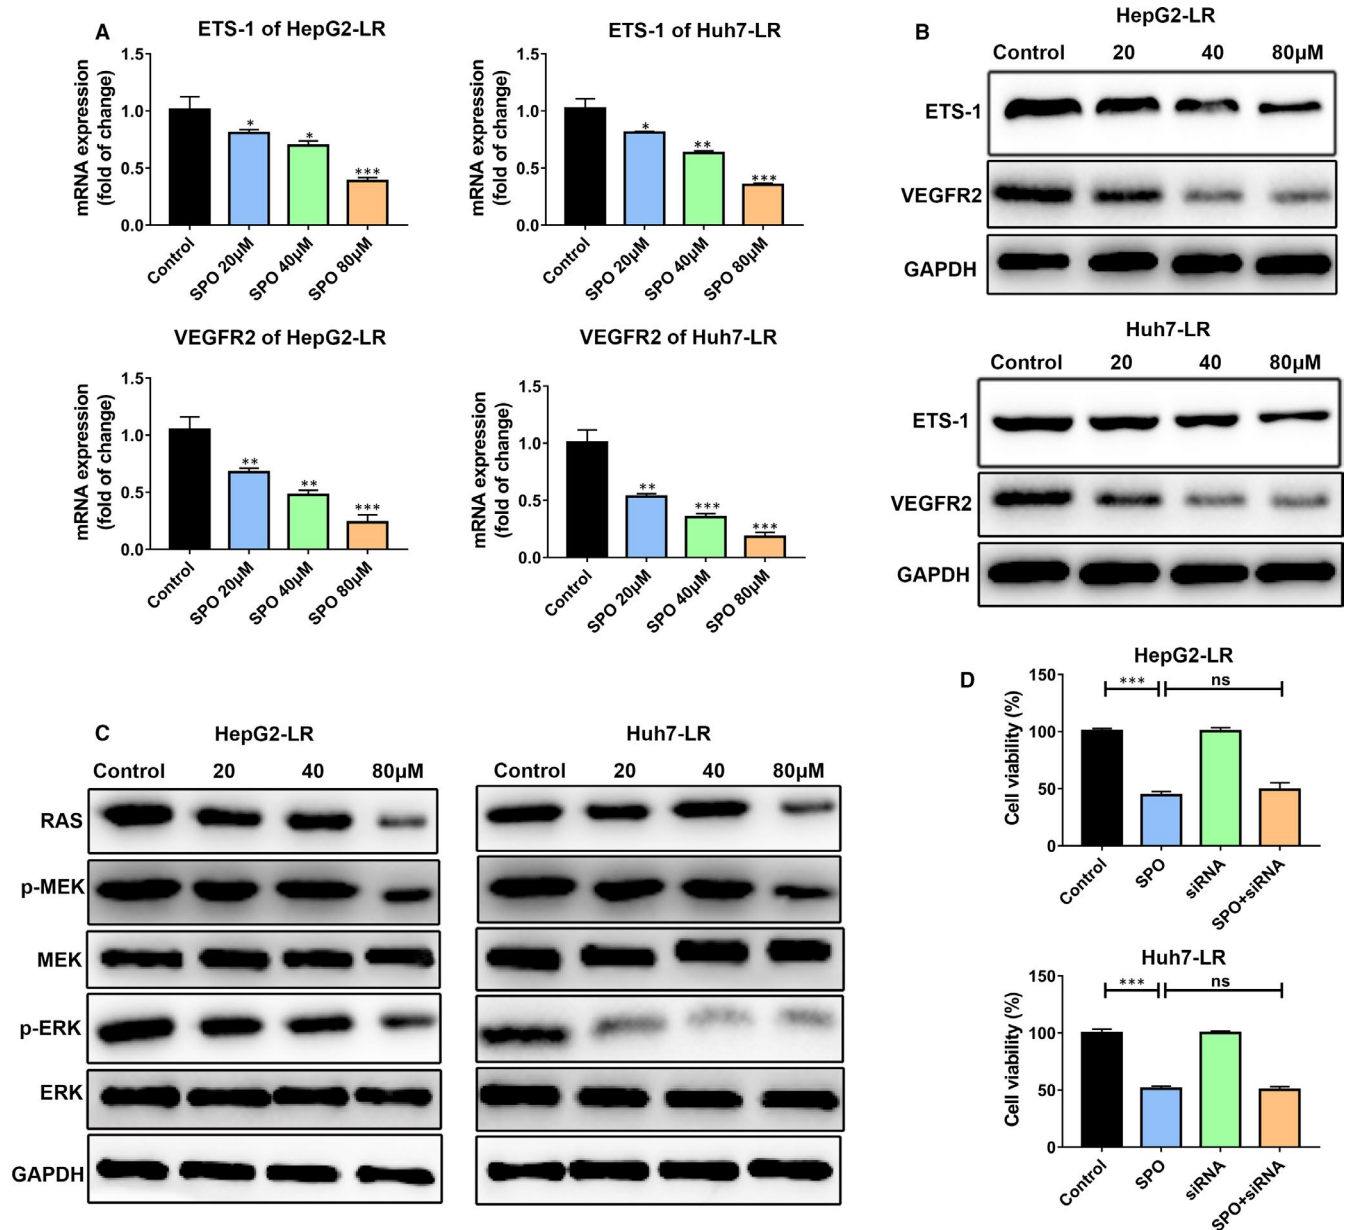 A
ETS-1 of HepG2-LR
mRNA expression
(fold of change)
1.5
1.0
0.5
0.0
*
*
***
Control
SPO 20μM
SPO 40μM
SPO 80μM
ETS-1 of Huh7-LR
mRNA expression
(fold of change)
1.5
1.0
0.5
0.0
*
**
***
Control
SPO 20μM
SPO 40μM
SPO 80μM
VEGFR2 of HepG2-LR
mRNA expression
(fold of change)
1.5
1.0
0.5
0.0
**
**
***
Control
SPO 20μM
SPO 40μM
SPO 80μM
VEGFR2 of Huh7-LR
mRNA expression
(fold of change)
1.5
1.0
0.5
0.0
**
***
***
Control
SPO 20μM
SPO 40μM
SPO 80μM
B
HepG2-LR
Control 20 40 80μM
ETS-1
VEGFR2
GAPDH
Huh7-LR
Control 20 40 80μM
ETS-1
VEGFR2
GAPDH
C
HepG2-LR
Control 20 40 80μM
Huh7-LR
Control 20 40 80μM
RAS
p-MEK
MEK
p-ERK
ERK
GAPDH
D
HepG2-LR
Cell viability (%)
150
100
50
0
*** ns
Control
SPO
siRNA
SPO+siRNA
Huh7-LR
Cell viability (%)
150
100
50
0
*** ns
Control
SPO
siRNA
SPO+siRNA